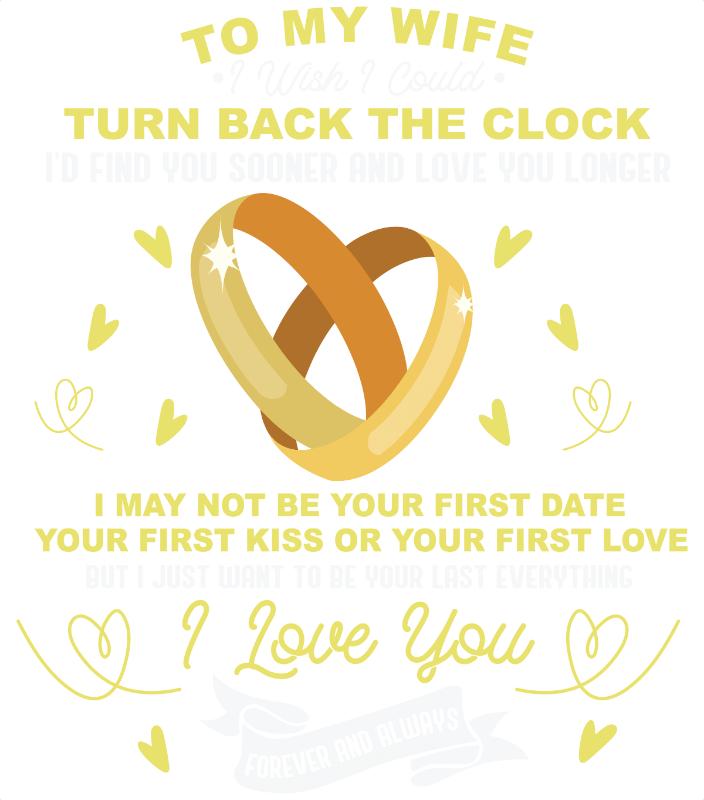 TO MY WIFE
• I Wish I Could •
TURN BACK THE CLOCK
I'D FIND YOU SOONER AND LOVE YOU LONGER
I MAY NOT BE YOUR FIRST DATE
YOUR FIRST KISS OR YOUR FIRST LOVE
BUT I JUST WANT TO BE YOUR LAST EVERYTHING
I Love You
FOREVER AND ALWAYS